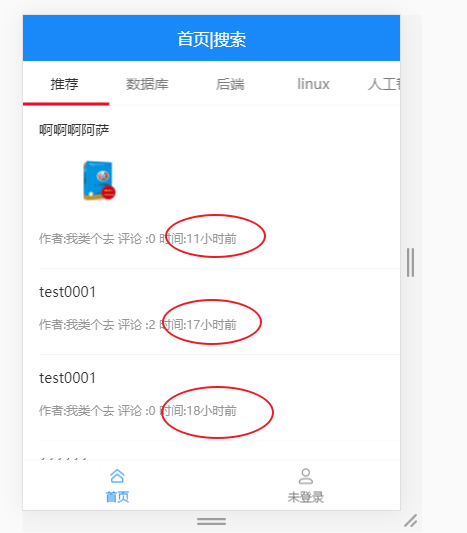 首页|搜索
推荐 数据库 后端 linux 人工
啊啊啊阿萨
作者:我类个去 评论 :0 时间:11小时前
test0001
作者:我类个去 评论 :2 时间:17小时前
test0001
作者:我类个去 评论 :0 时间:18小时前
首页 未登录